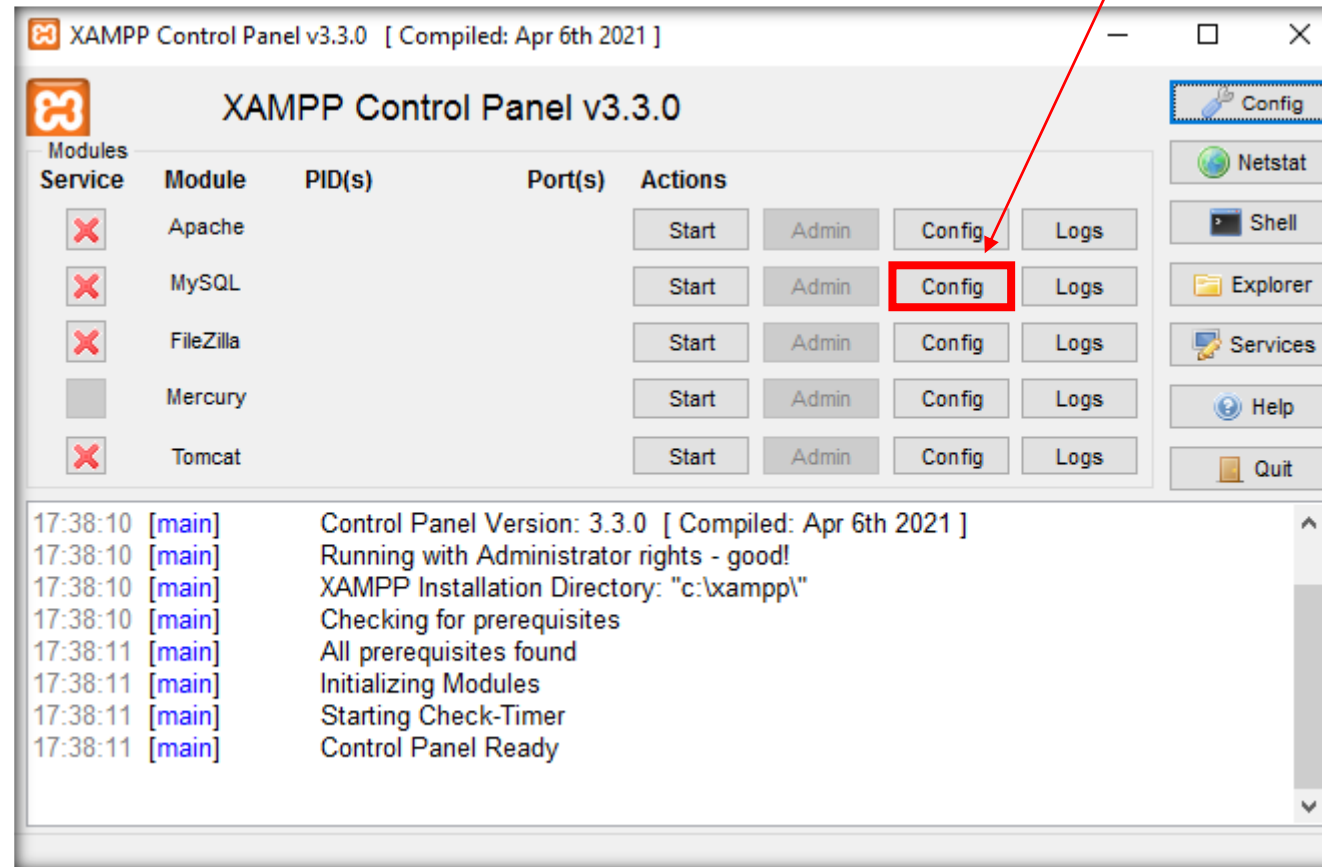 XAMPP Control Panel v3.3.0 [ Compiled: Apr 6th 2021 ]
XAMPP Control Panel v3.3.0
Config
Modules
Service Module PID(s) Port(s) Actions
Netstat
Apache Start Admin Config Logs
Shell
MySQL Start Admin Config Logs
Explorer
FileZilla Start Admin Config Logs
Services
Mercury Start Admin Config Logs
Help
Tomcat Start Admin Config Logs
Quit
17:38:10 [main] Control Panel Version: 3.3.0 [ Compiled: Apr 6th 2021 ]
17:38:10 [main] Running with Administrator rights - good!
17:38:10 [main] XAMPP Installation Directory: "c:\xampp\"
17:38:10 [main] Checking for prerequisites
17:38:11 [main] All prerequisites found
17:38:11 [main] Initializing Modules
17:38:11 [main] Starting Check-Timer
17:38:11 [main] Control Panel Ready